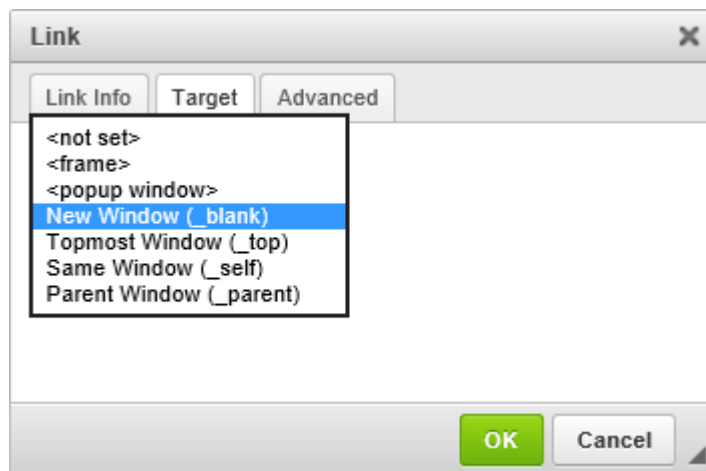 Link
Link Info Target Advanced
<not set>
<frame>
<popup window>
New Window (_blank)
Topmost Window (_top)
Same Window (_self)
Parent Window (_parent)
OK Cancel